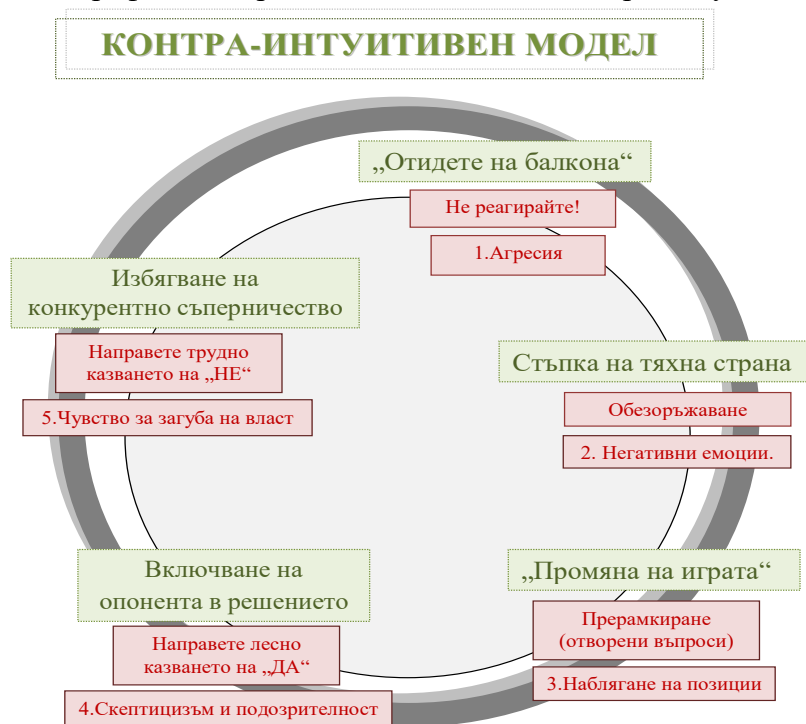 КОНТРА-ИНТУИТИВЕН МОДЕЛ
„Отидете на балкона“
Не реагирайте!
1.Агресия
Стъпка на тяхна страна
Обезоръжаване
2. Негативни емоции.
„Промяна на играта“
Прерамкиране
(отворени въпроси)
3.Наблягане на позиции
Включване на
опонента в решението
Направете лесно
казването на „ДА“
4.Скептицизъм и подозрителност
Избягване на
конкурентно съперничество
Направете трудно
казването на „НЕ“
5.Чувство за загуба на власт